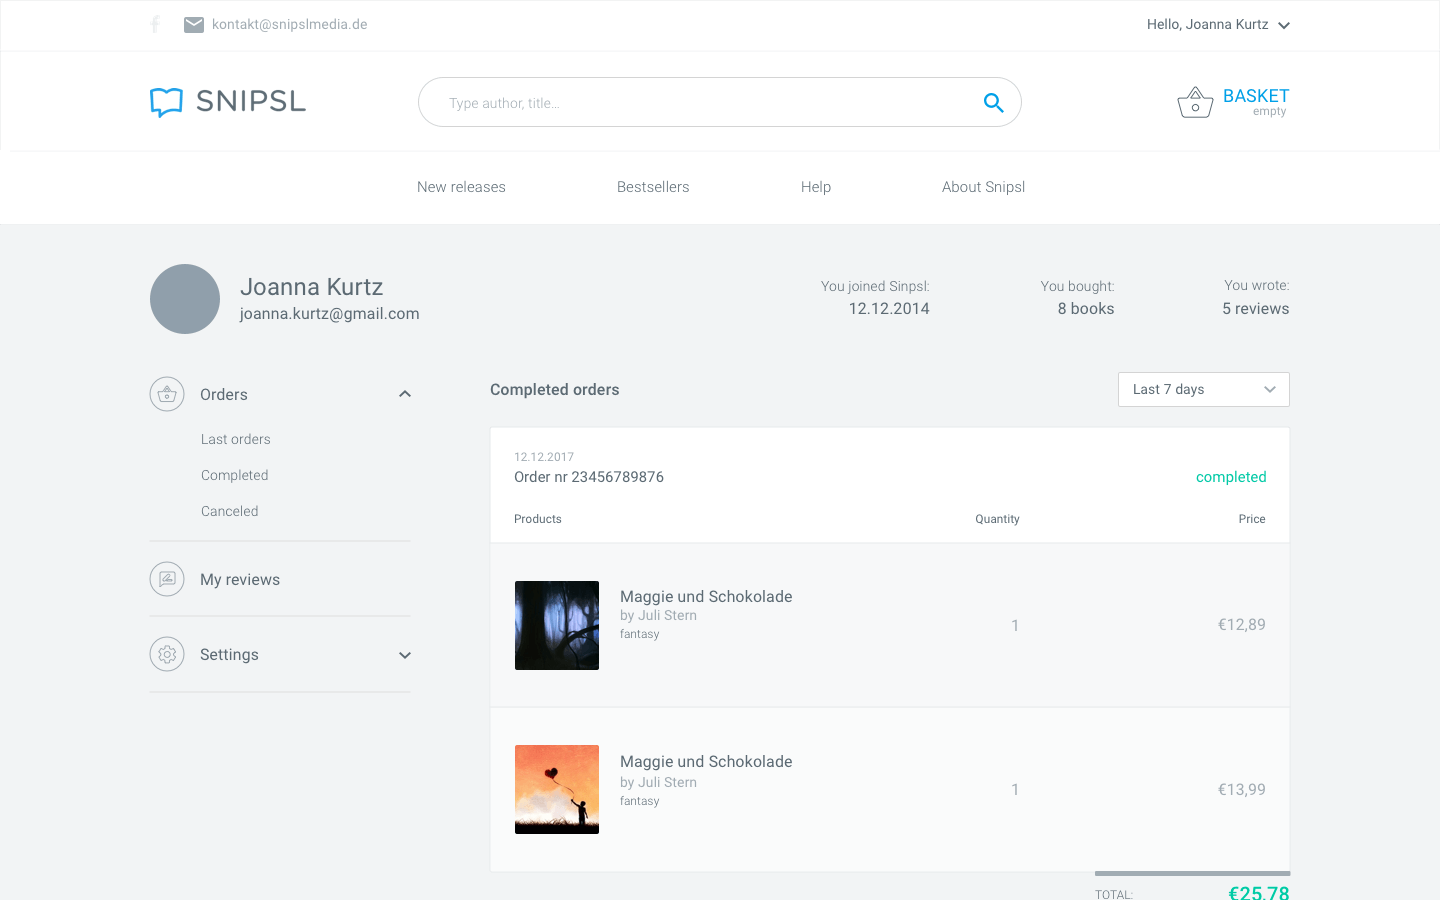 kontakt@snipslmedia.de
Hello, Joanna Kurtz
SNIPSL
Type author, title...
BASKET
empty
New releases
Bestsellers
Help
About Snipsl
Joanna Kurtz
joanna.kurtz@gmail.com
You joined Sinpsl:
12.12.2014
You bought:
8 books
You wrote:
5 reviews
Orders
Last orders
Completed
Canceled
My reviews
Settings
Completed orders
Last 7 days
12.12.2017
Order nr 23456789876
completed
Products
Quantity
Price
Maggie und Schokolade
by Juli Stern
fantasy
1
€12,89
Maggie und Schokolade
by Juli Stern
fantasy
1
€13,99
TOTAL:
€25,78